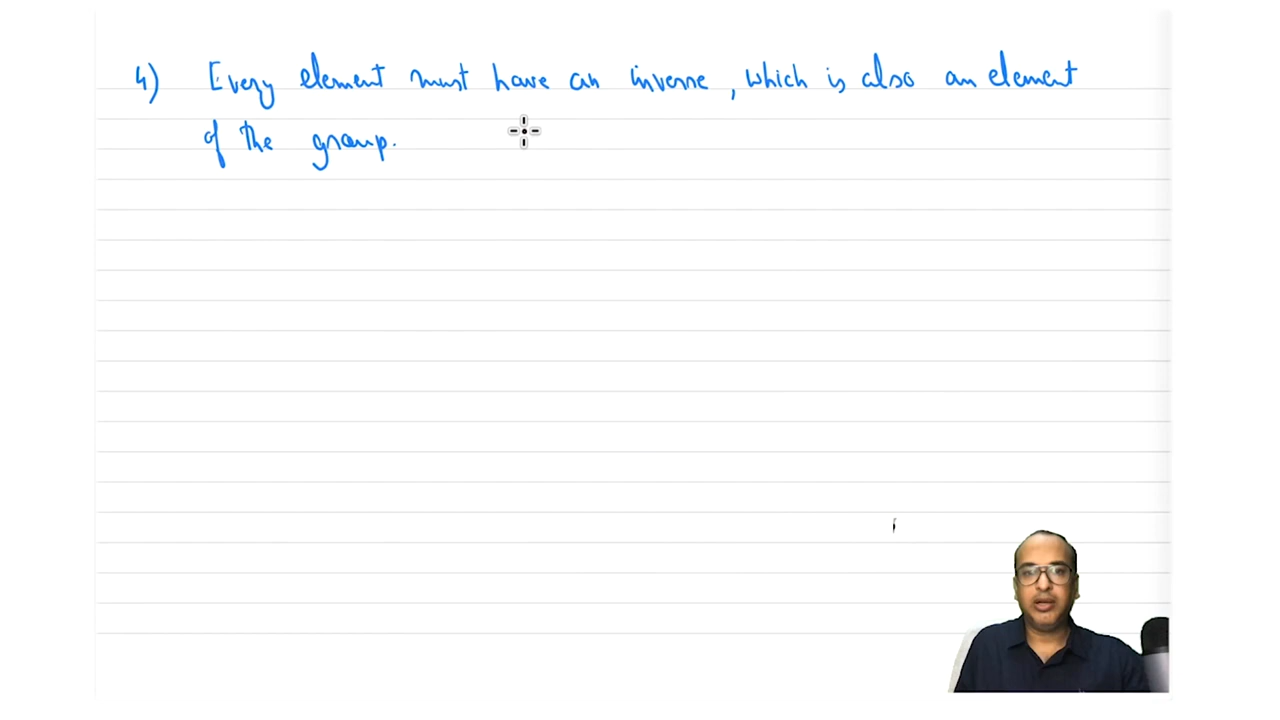 4) Every element must have an inverse, which is also an element
of the group.